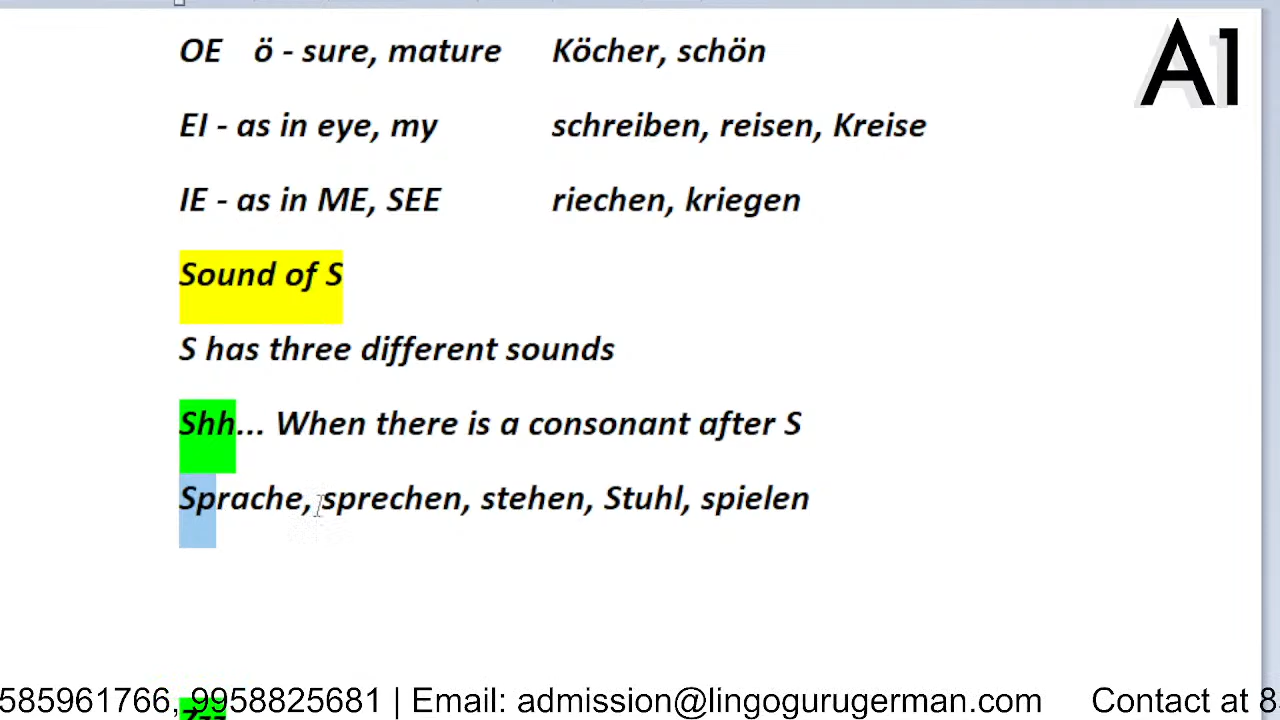 OE ö - sure, mature Köcher, schön
A1
EI - as in eye, my schreiben, reisen, Kreise
IE - as in ME, SEE riechen, kriegen
Sound of S
S has three different sounds
Shh... When there is a consonant after S
Sprache, sprechen, stehen, Stuhl, spielen
585961766, 9958825681 | Email: admission@lingogurugerman.com Contact at 8